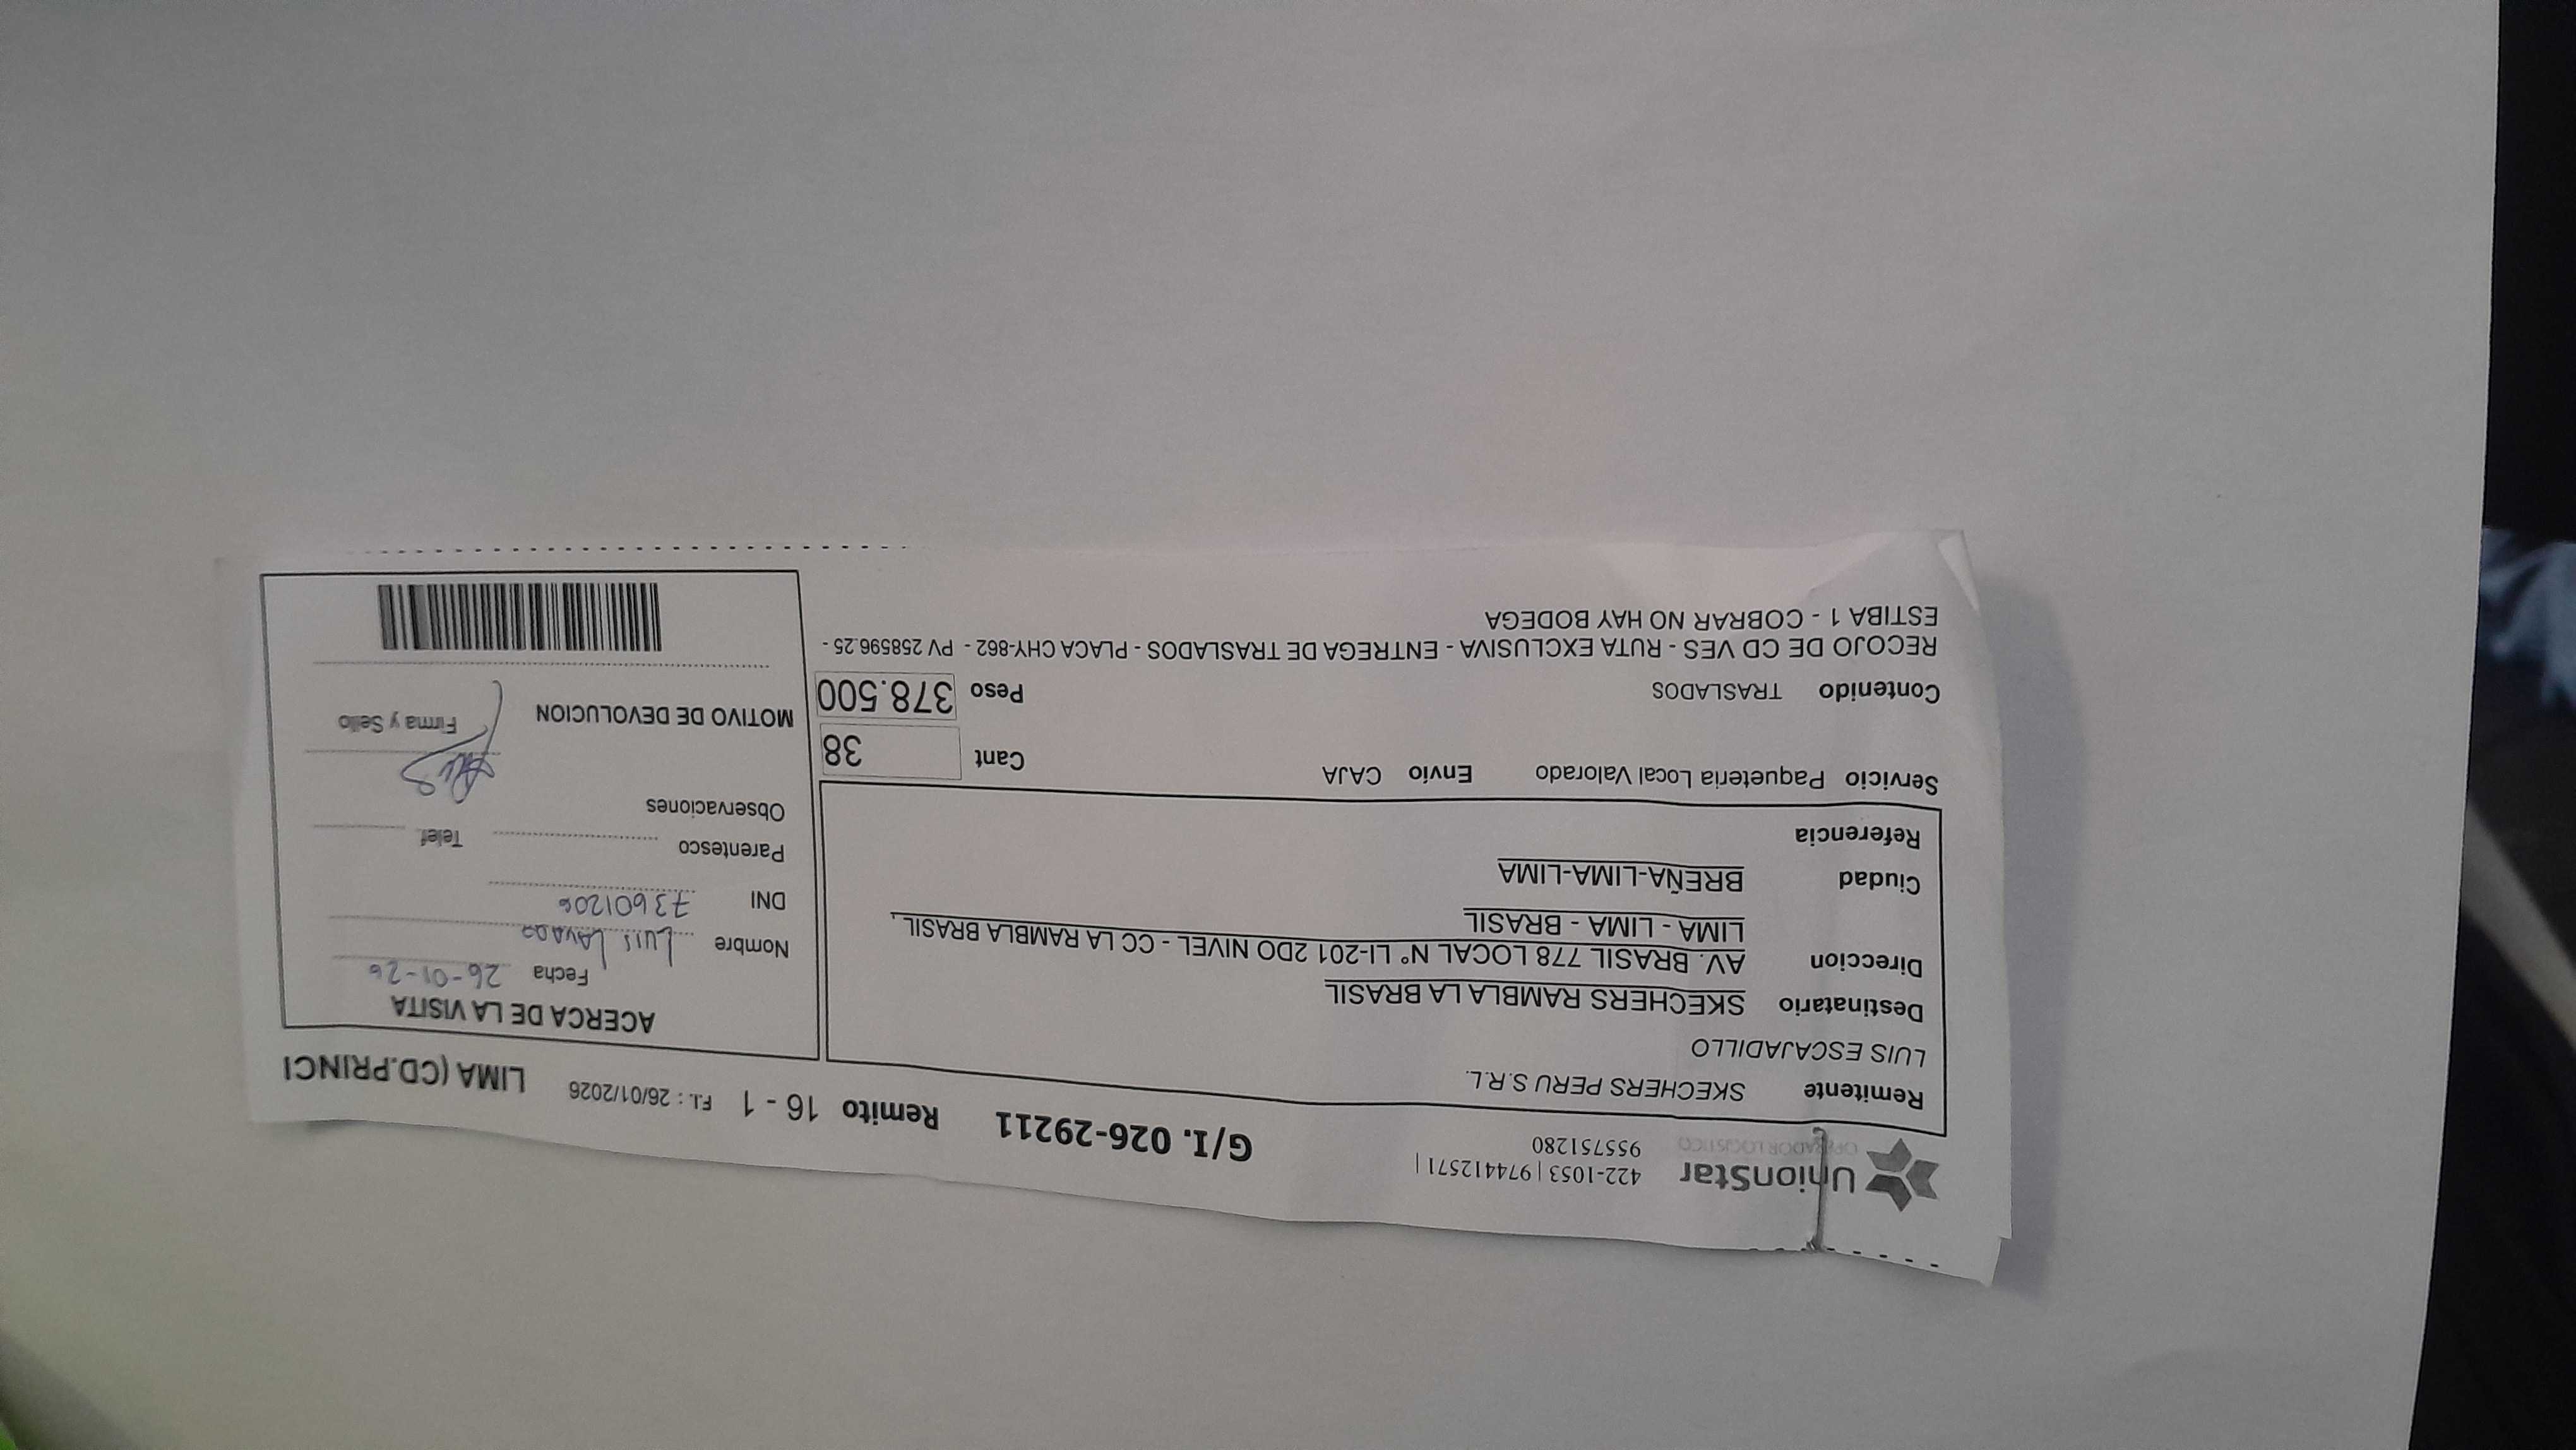 UnionStar
OPERADOR LOGISTICO
422-1053 | 974412571 |
955751280
G/I. 026-29211
Remito 16 - 1
F.I. : 26/01/2026
LIMA (CD.PRINCI
Remitente SKECHERS PERU S.R.L.
LUIS ESCAJADILLO
Destinatario SKECHERS RAMBLA LA BRASIL
Direccion AV. BRASIL 778 LOCAL N° LI-201 2DO NIVEL - CC LA RAMBLA BRASIL ,
LIMA - LIMA - BRASIL
Ciudad BREÑA-LIMA-LIMA
Referencia
Servicio Paqueteria Local Valorado Envío CAJA Cant 38
Contenido TRASLADOS Peso 378.500
RECOJO DE CD VES - RUTA EXCLUSIVA - ENTREGA DE TRASLADOS - PLACA CHY-862 - PV 258596.25 -
ESTIBA 1 - COBRAR NO HAY BODEGA
ACERCA DE LA VISITA
Fecha 26-01-26
Nombre LUIS
DNI 73601206
Parentesco Telef.
Observaciones
MOTIVO DE DEVOLUCION Firma y Sello